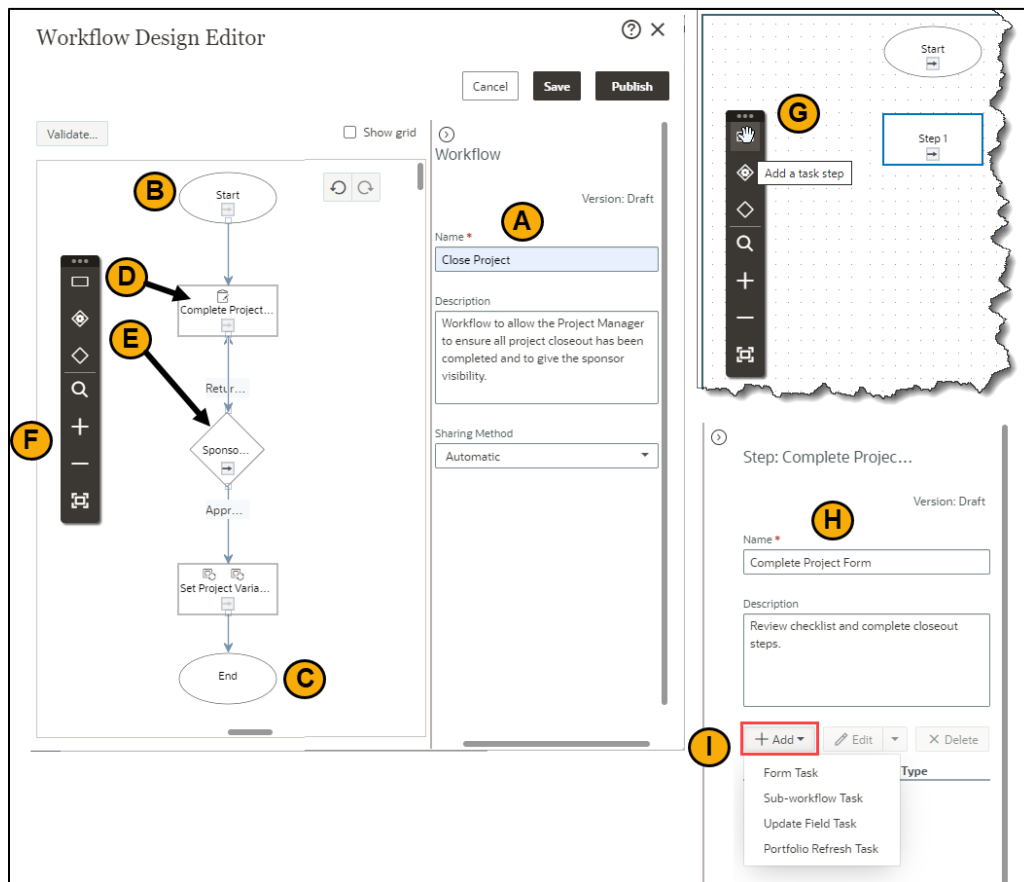 Workflow Design Editor
Cancel
Save
Publish
Validate...
Show grid
Workflow
Version: Draft
A
Name *
Close Project
Description
Workflow to allow the Project Manager
to ensure all project closeout has been
completed and to give the sponsor
visibility.
Sharing Method
Automatic
B
Start
D
Complete Project...
E
Retur...
F
Sponso...
Appr...
Set Project Varia...
End
C
Start
G
Step 1
Add a task step
Step: Complete Projec...
Version: Draft
H
Name *
Complete Project Form
Description
Review checklist and complete closeout
steps.
I
+ Add
Edit
Delete
Type
Form Task
Sub-workflow Task
Update Field Task
Portfolio Refresh Task